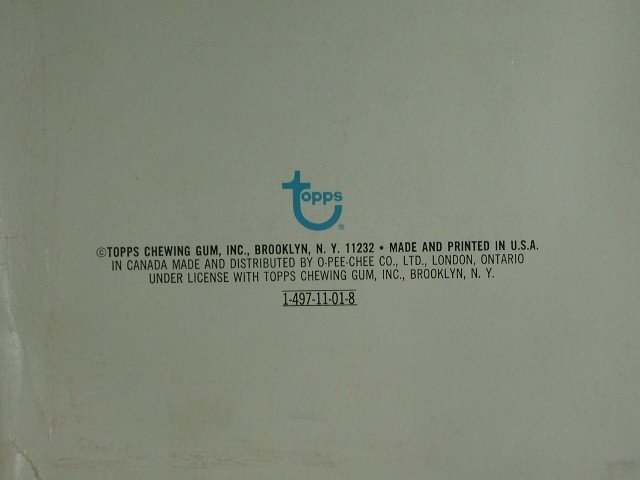 topps®
©TOPPS CHEWING GUM, INC., BROOKLYN, N. Y. 11232 • MADE AND PRINTED IN U.S.A.
IN CANADA MADE AND DISTRIBUTED BY O-PEE-CHEE CO., LTD., LONDON, ONTARIO
UNDER LICENSE WITH TOPPS CHEWING GUM, INC., BROOKLYN, N. Y.
1-497-11-01-8